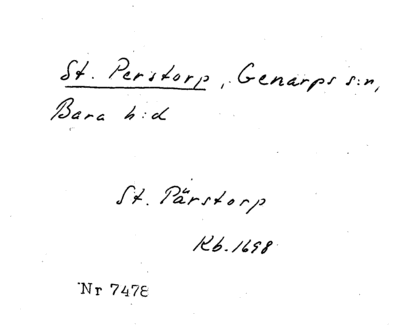 St. Perstorp, Genarps s:n,
Bara h:d
St. Pärstorp
Kb. 1698
Nr 7478